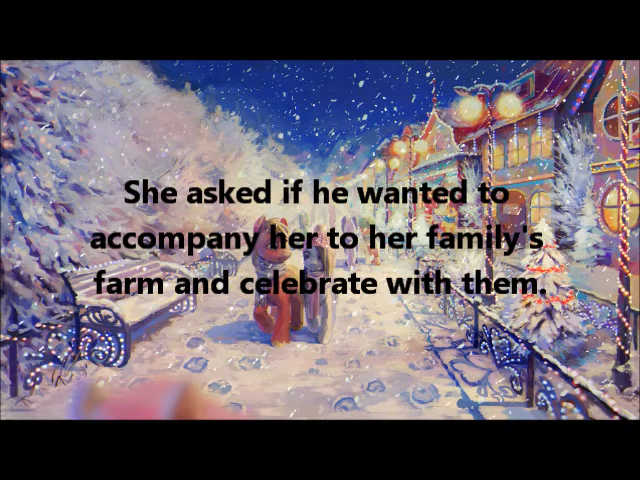 She asked if he wanted to
accompany her to her family's
farm and celebrate with them.